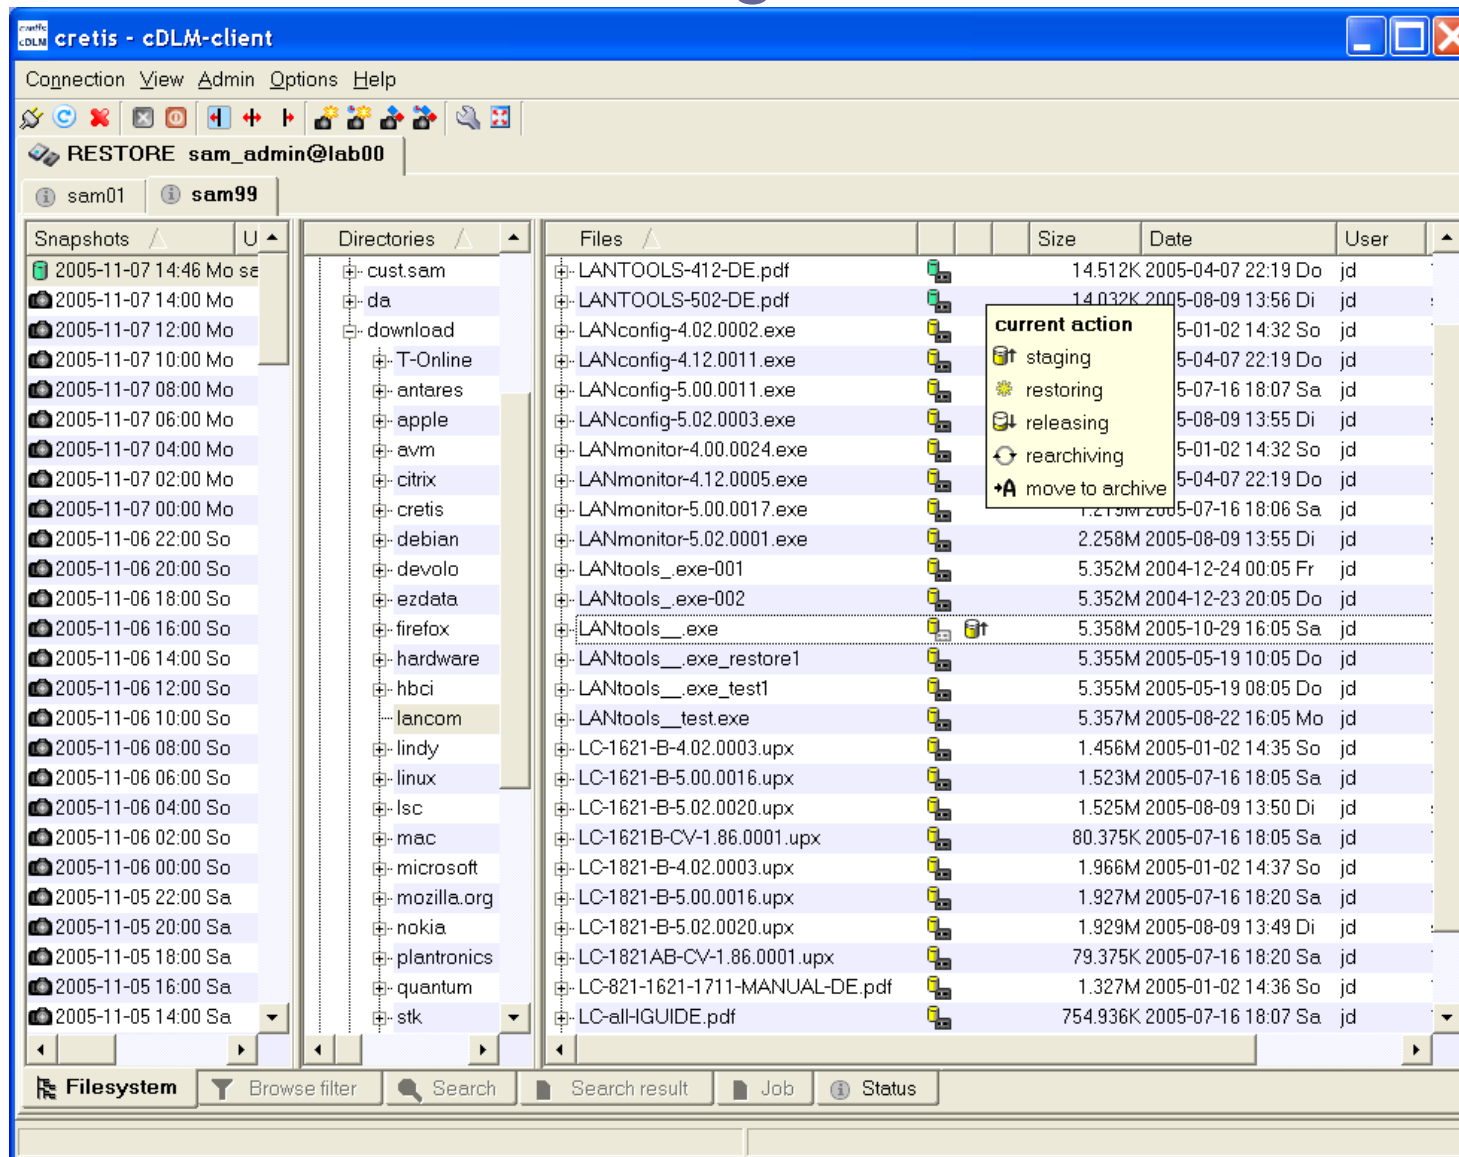 cretis cDLM cretis - cDLM-client
Connection View Admin Options Help
RESTORE sam_admin@lab00
sam01 sam99
Snapshots U Directories Files Size Date User
2005-11-07 14:46 Mo se cust.sam LANTOOLS-412-DE.pdf 14.512K 2005-04-07 22:19 Do jd
2005-11-07 14:00 Mo da LANTOOLS-502-DE.pdf 14.032K 2005-08-09 13:56 Di jd
2005-11-07 12:00 Mo download LANconfig-4.02.0002.exe current action 5-01-02 14:32 So jd
2005-11-07 10:00 Mo T-Online LANconfig-4.12.0011.exe staging 5-04-07 22:19 Do jd
2005-11-07 08:00 Mo antares LANconfig-5.00.0011.exe restoring 5-07-16 18:07 Sa jd
2005-11-07 06:00 Mo apple LANconfig-5.02.0003.exe releasing 5-08-09 13:55 Di jd
2005-11-07 04:00 Mo avm LANmonitor-4.00.0024.exe rearchiving 5-01-02 14:32 So jd
2005-11-07 02:00 Mo citrix LANmonitor-4.12.0005.exe A move to archive 5-04-07 22:19 Do jd
2005-11-07 00:00 Mo cretis LANmonitor-5.00.0017.exe 1.219M 2005-07-16 18:06 Sa jd
2005-11-06 22:00 So debian LANmonitor-5.02.0001.exe 2.258M 2005-08-09 13:55 Di jd
2005-11-06 20:00 So devolo LANtools_.exe-001 5.352M 2004-12-24 00:05 Fr jd
2005-11-06 18:00 So ezdata LANtools_.exe-002 5.352M 2004-12-23 20:05 Do jd
2005-11-06 16:00 So firefox LANtools__.exe 5.358M 2005-10-29 16:05 Sa jd
2005-11-06 14:00 So hardware LANtools__.exe_restore1 5.355M 2005-05-19 10:05 Do jd
2005-11-06 12:00 So hbci LANtools__.exe_test1 5.355M 2005-05-19 08:05 Do jd
2005-11-06 10:00 So lancom LANtools__test.exe 5.357M 2005-08-22 16:05 Mo jd
2005-11-06 08:00 So lindy LC-1621-B-4.02.0003.upx 1.456M 2005-01-02 14:35 So jd
2005-11-06 06:00 So linux LC-1621-B-5.00.0016.upx 1.523M 2005-07-16 18:05 Sa jd
2005-11-06 04:00 So lsc LC-1621-B-5.02.0020.upx 1.525M 2005-08-09 13:50 Di jd
2005-11-06 02:00 So mac LC-1621B-CV-1.86.0001.upx 80.375K 2005-07-16 18:05 Sa jd
2005-11-06 00:00 So microsoft LC-1821-B-4.02.0003.upx 1.966M 2005-01-02 14:37 So jd
2005-11-05 22:00 Sa mozilla.org LC-1821-B-5.00.0016.upx 1.927M 2005-07-16 18:20 Sa jd
2005-11-05 20:00 Sa nokia LC-1821-B-5.02.0020.upx 1.929M 2005-08-09 13:49 Di jd
2005-11-05 18:00 Sa plantronics LC-1821AB-CV-1.86.0001.upx 79.375K 2005-07-16 18:20 Sa jd
2005-11-05 16:00 Sa quantum LC-821-1621-1711-MANUAL-DE.pdf 1.327M 2005-01-02 14:36 So jd
2005-11-05 14:00 Sa stk LC-all-IGUIDE.pdf 754.936K 2005-07-16 18:07 Sa jd
Filesystem Browse filter Search Search result Job Status